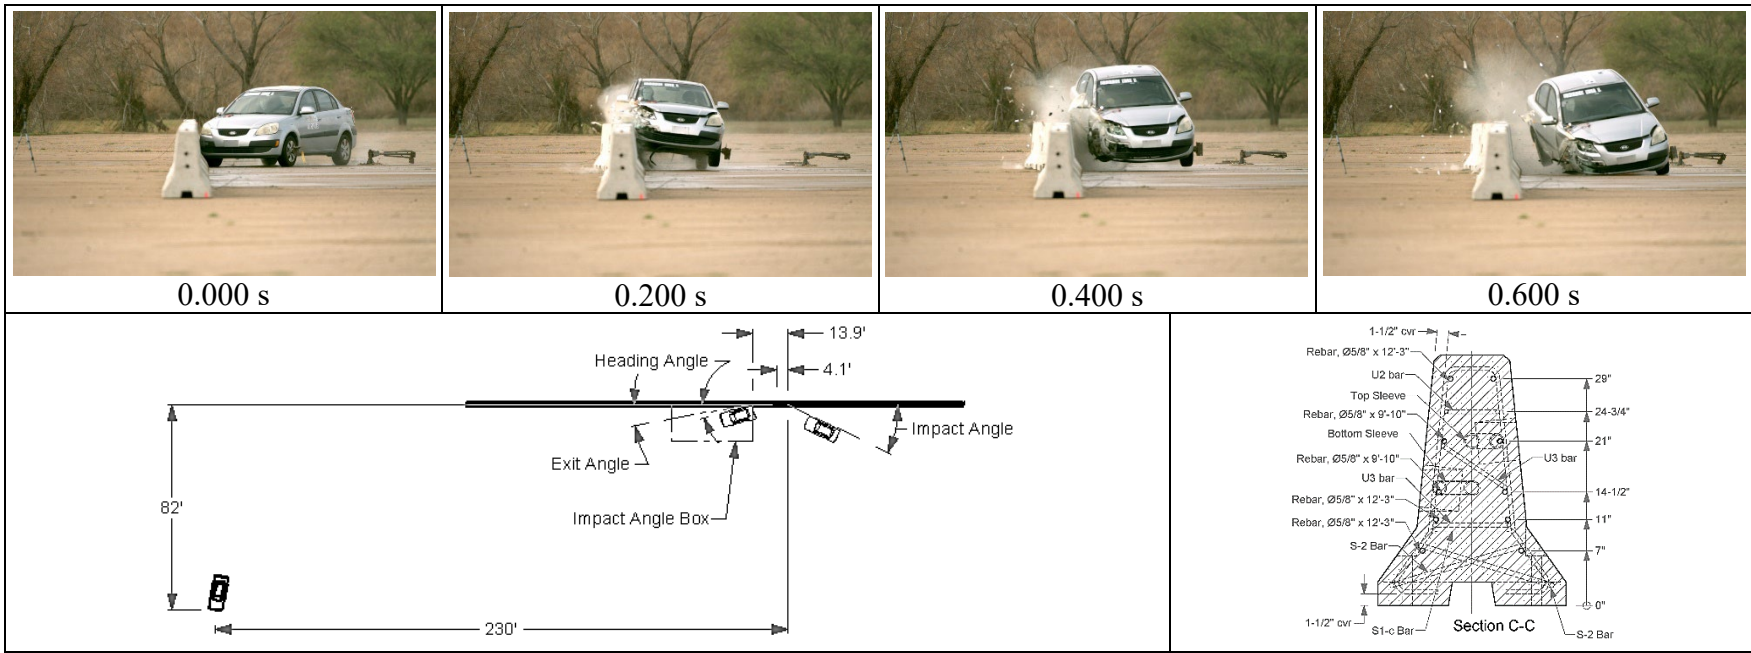 0.000 s
0.200 s
0.400 s
0.600 s
13.9'
Heading Angle
4.1'
Impact Angle
Exit Angle
82'
Impact Angle Box
230'
1-1/2" cvr
Rebar, Ø5/8" x 12'-3"
29"
U2 bar
Top Sleeve
24-3/4"
Rebar, Ø5/8" x 9'-10"
Bottom Sleeve
21"
Rebar, Ø5/8" x 9'-10"
U3 bar
U3 bar
14-1/2"
Rebar, Ø5/8" x 12'-3"
11"
Rebar, Ø5/8" x 12'-3"
S-2 Bar
7"
0"
1-1/2" cvr
S1-c Bar
Section C-C
S-2 Bar